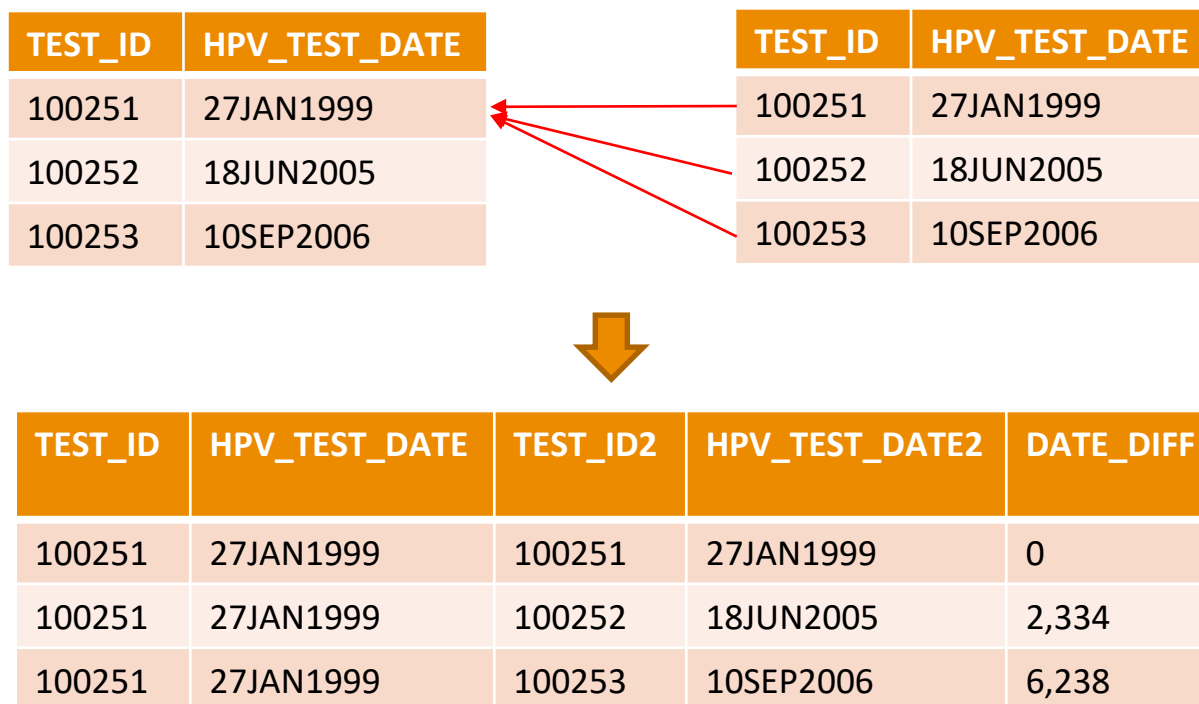 TEST_ID HPV_TEST_DATE
100251 27JAN1999
100252 18JUN2005
100253 10SEP2006
TEST_ID HPV_TEST_DATE
100251 27JAN1999
100252 18JUN2005
100253 10SEP2006
TEST_ID HPV_TEST_DATE TEST_ID2 HPV_TEST_DATE2 DATE_DIFF
100251 27JAN1999 100251 27JAN1999 0
100251 27JAN1999 100252 18JUN2005 2,334
100251 27JAN1999 100253 10SEP2006 6,238